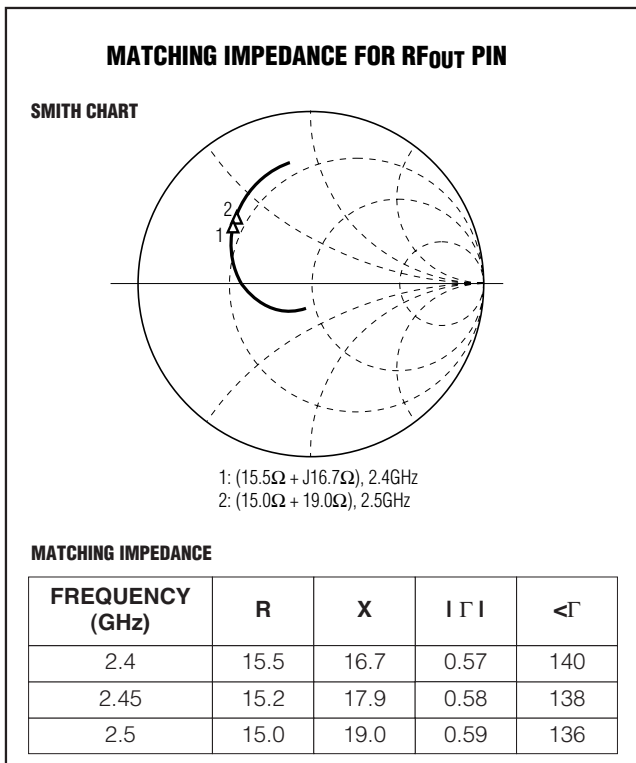 MATCHING IMPEDANCE FOR RFOUT PIN
SMITH CHART
2
1
1: (15.5Ω + J16.7Ω), 2.4GHz
2: (15.0Ω + 19.0Ω), 2.5GHz
MATCHING IMPEDANCE
FREQUENCY (GHz) R X | Γ | <Γ
2.4 15.5 16.7 0.57 140
2.45 15.2 17.9 0.58 138
2.5 15.0 19.0 0.59 136